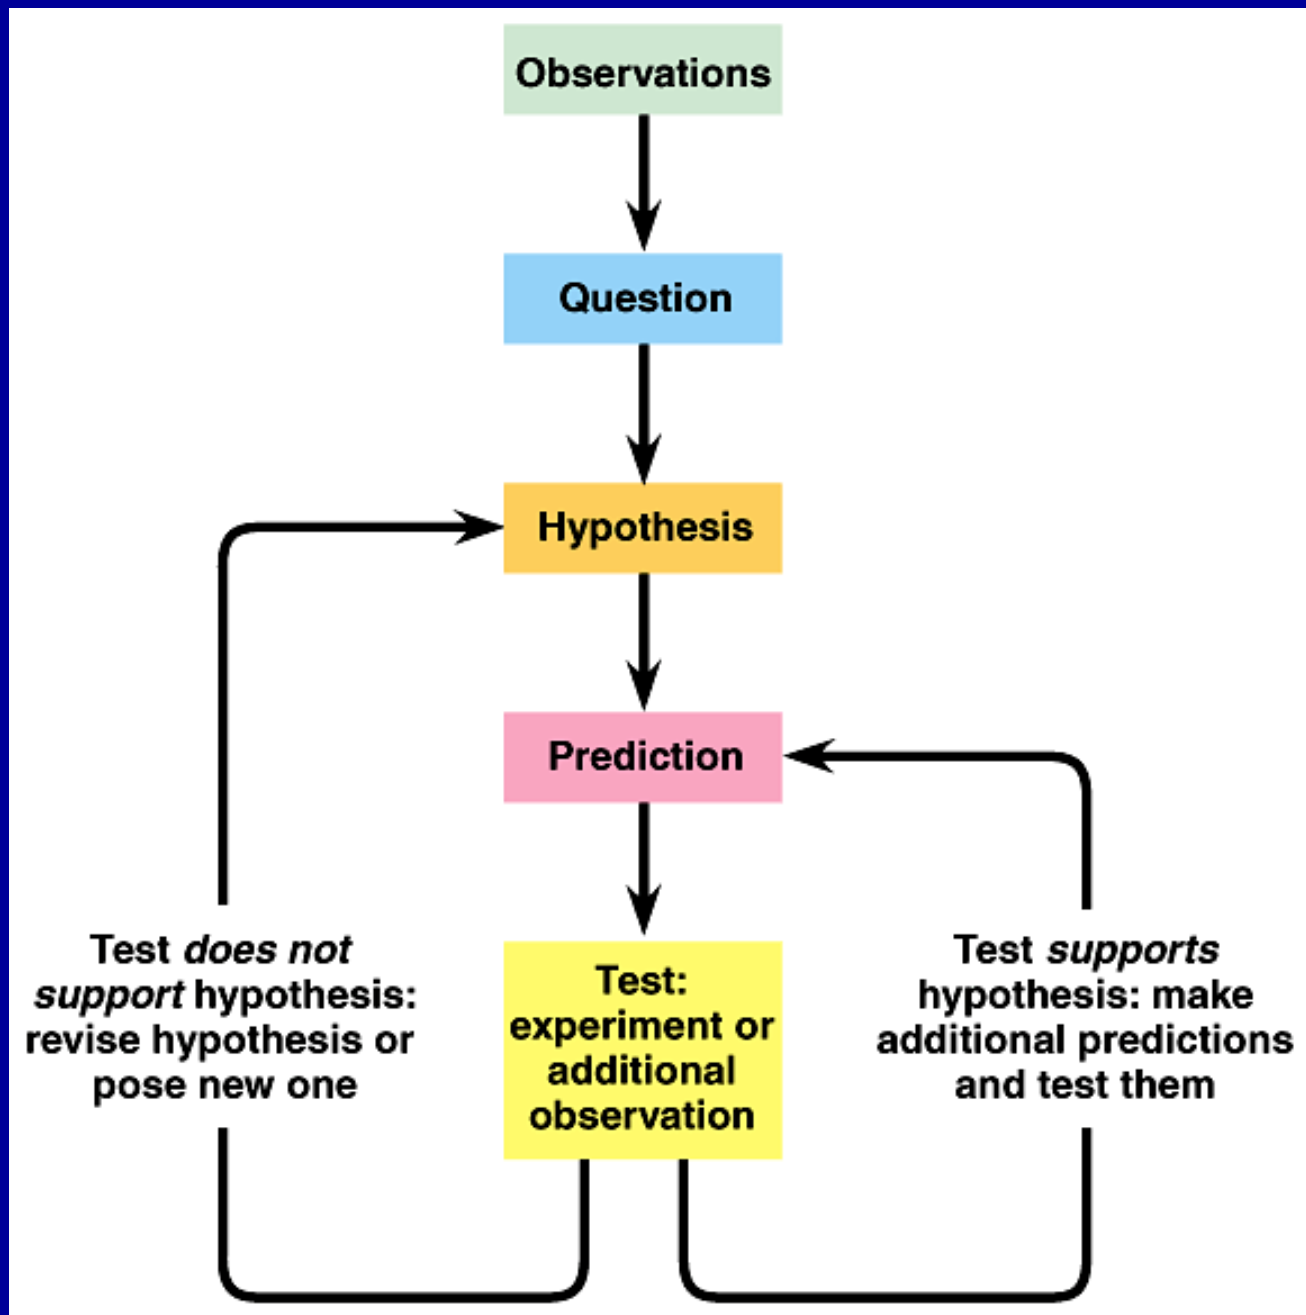 Observations
Question
Hypothesis
Prediction
Test does not
support hypothesis:
revise hypothesis or
pose new one
Test:
experiment or
additional
observation
Test supports
hypothesis: make
additional predictions
and test them